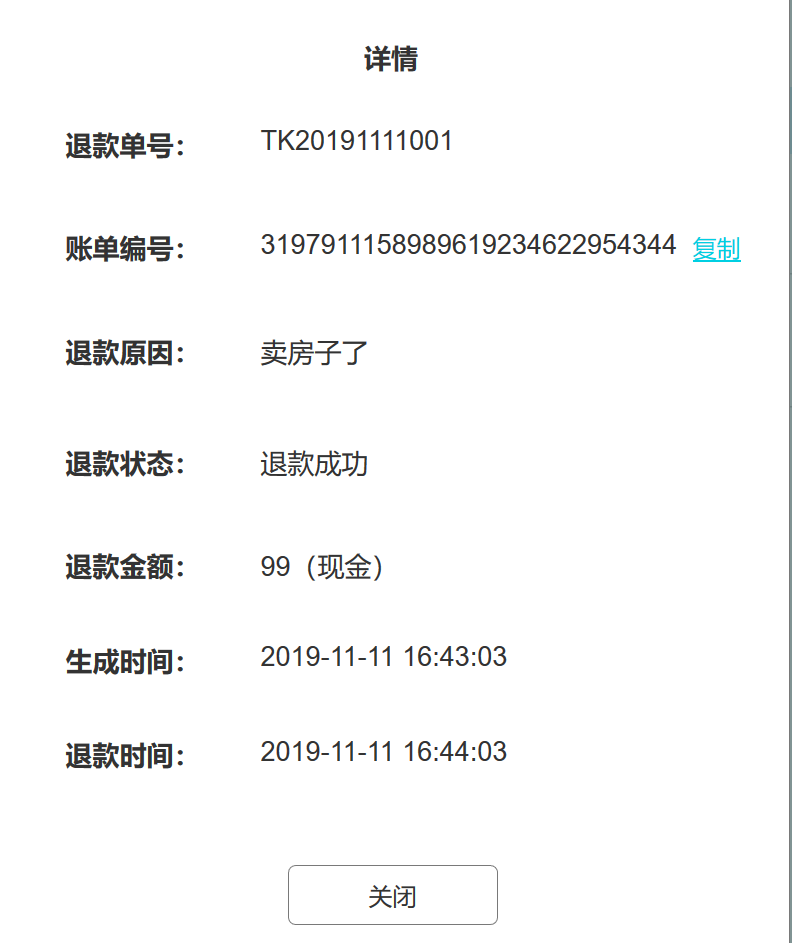 详情
退款单号： TK20191111001
账单编号： 31979111589896192346229​54344 复制
退款原因： 卖房子了
退款状态： 退款成功
退款金额： 99（现金）
生成时间： 2019-11-11 16:43:03
退款时间： 2019-11-11 16:44:03
关闭